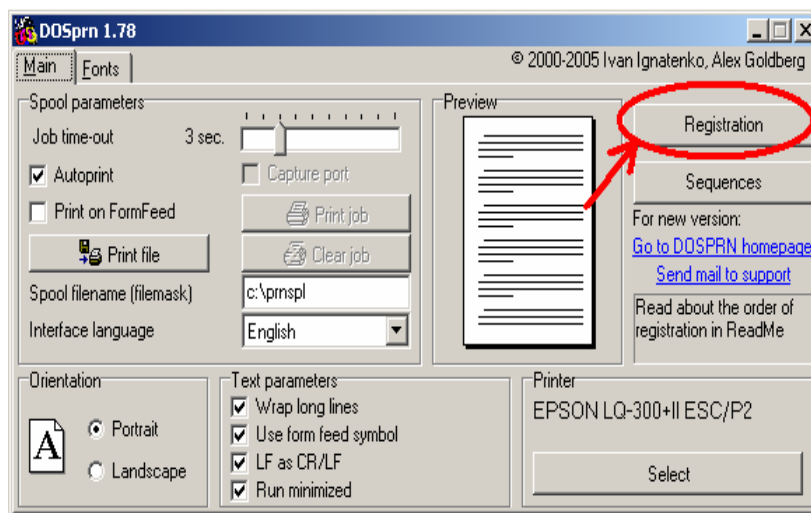 DOSprn 1.78
Main
Fonts
© 2000-2005 Ivan Ignatenko, Alex Goldberg
Spool parameters
Job time-out
3 sec.
Autoprint
Capture port
Print on FormFeed
Print job
Print file
Clear job
Spool filename (filemask)
c:\prnspl
Interface language
English
Preview
Registration
Sequences
For new version:
Go to DOSPRN homepage
Send mail to support
Read about the order of
registration in ReadMe
Orientation
A
Portrait
Landscape
Text parameters
Wrap long lines
Use form feed symbol
LF as CR/LF
Run minimized
Printer
EPSON LQ-300+II ESC/P2
Select